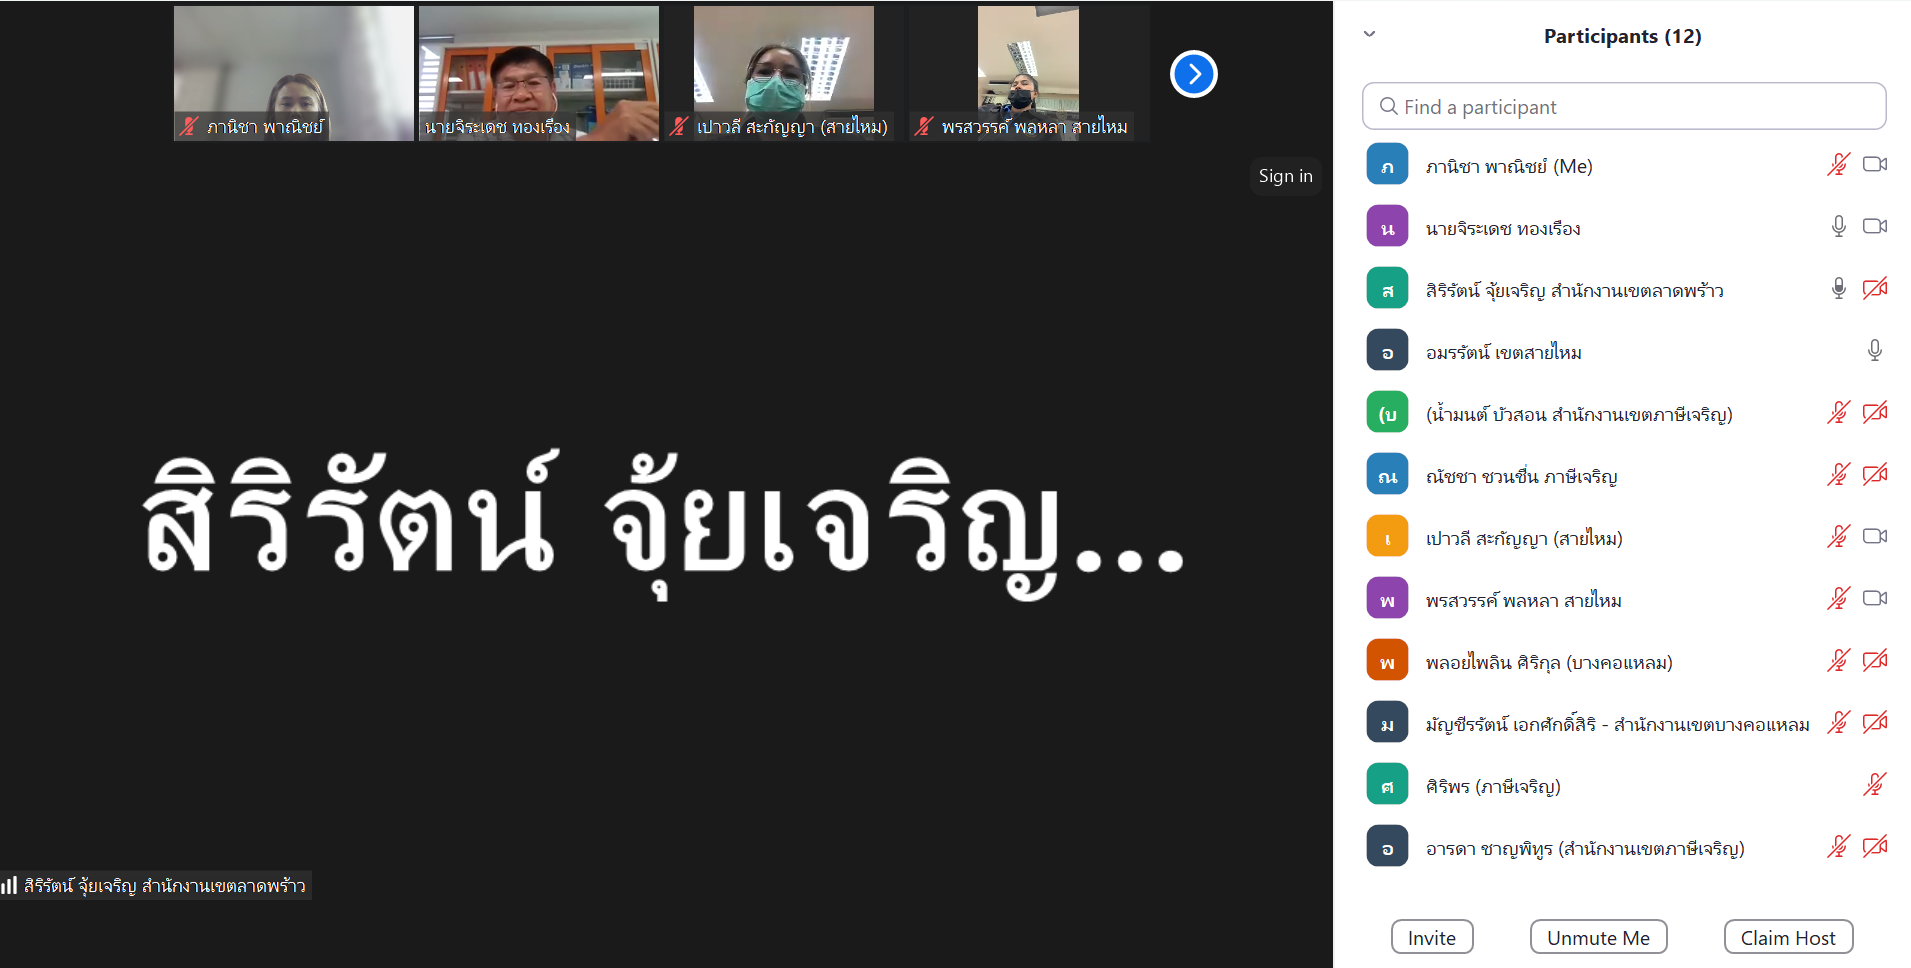 ภานิชา พาณิชย์
นายจิระเดช ทองเรือง
เปาวลี สะกัญญา (สายไหม)
พรสวรรค์ พลหลา สายไหม
Sign in
สิริรัตน์ จุ้ยเจริญ...
สิริรัตน์ จุ้ยเจริญ สำนักงานเขตลาดพร้าว
Participants (12)
Find a participant
ภ ภานิชา พาณิชย์ (Me)
น นายจิระเดช ทองเรือง
ส สิริรัตน์ จุ้ยเจริญ สำนักงานเขตลาดพร้าว
อ อมรรัตน์ เขตสายไหม
(บ (น้ำมนต์ บัวสอน สำนักงานเขตภาษีเจริญ)
ณ ณัชชา ชวนชื่น ภาษีเจริญ
เ เปาวลี สะกัญญา (สายไหม)
พ พรสวรรค์ พลหลา สายไหม
พ พลอยไพลิน ศิริกุล (บางคอแหลม)
ม มัญชีรรัตน์ เอกศักดิ์สิริ - สำนักงานเขตบางคอแหลม
ศ ศิริพร (ภาษีเจริญ)
อ อารดา ชาญพิทูร (สำนักงานเขตภาษีเจริญ)
Invite
Unmute Me
Claim Host